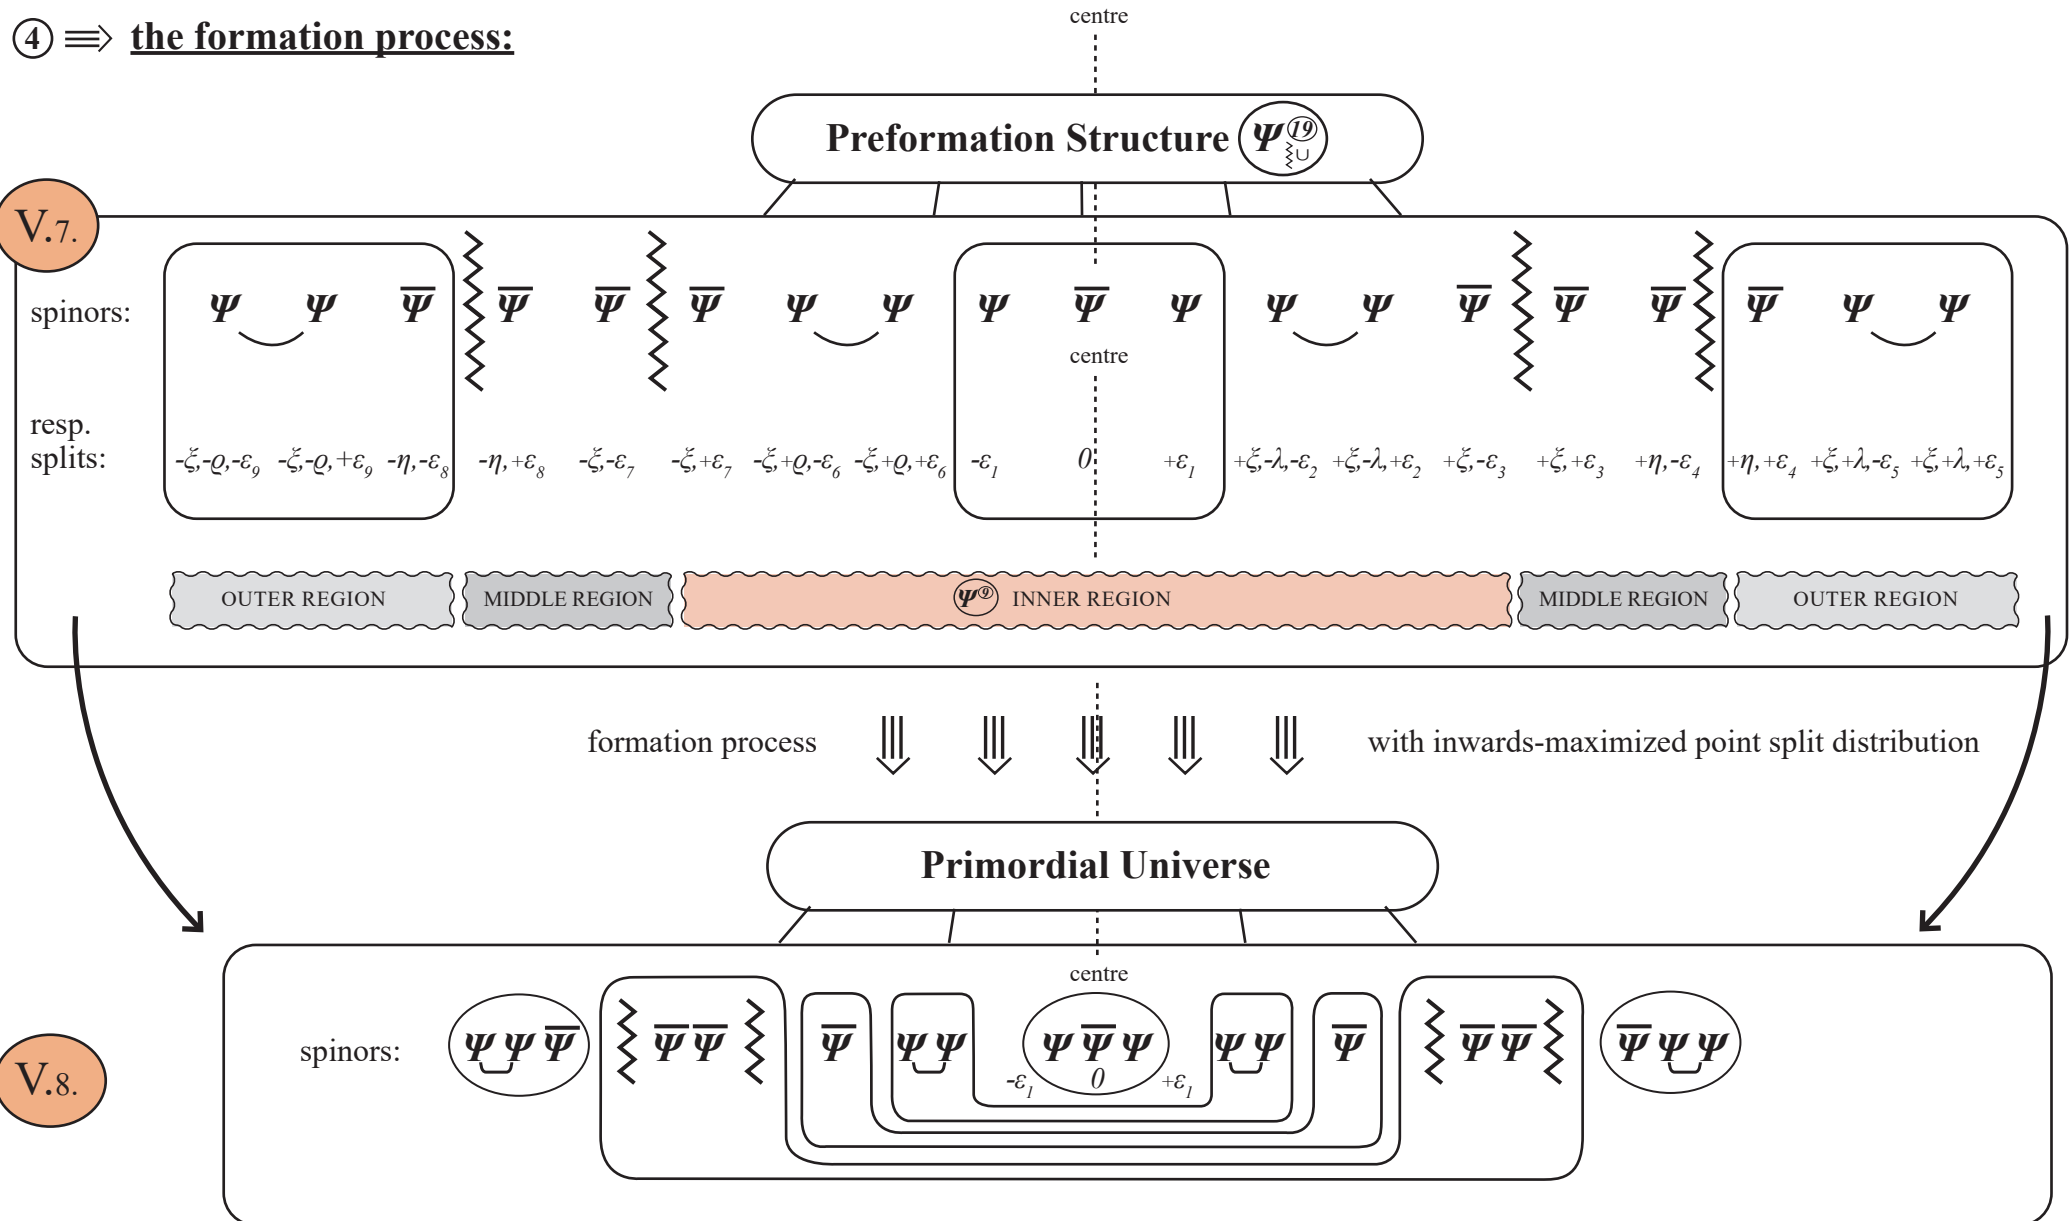 centre
④ ⇛ the formation process:
Preformation Structure Ψ⑲ ⦚∪
V.7.
spinors: Ψ Ψ Ψ̅ Ψ̅ Ψ̅ Ψ̅ Ψ Ψ Ψ Ψ̅ Ψ Ψ Ψ Ψ̅ Ψ̅ Ψ̅ Ψ̅ Ψ Ψ
centre
resp.
splits: -ξ,-ϱ,-ε₉ -ξ,-ϱ,+ε₉ -η,-ε₈ -η,+ε₈ -ξ,-ε₇ -ξ,+ε₇ -ξ,+ϱ,-ε₆ -ξ,+ϱ,+ε₆ -ε₁ 0 +ε₁ +ξ,-λ,-ε₂ +ξ,-λ,+ε₂ +ξ,-ε₃ +ξ,+ε₃ +η,-ε₄ +η,+ε₄ +ξ,+λ,-ε₅ +ξ,+λ,+ε₅
OUTER REGION MIDDLE REGION Ψ⑨ INNER REGION MIDDLE REGION OUTER REGION
formation process with inwards-maximized point split distribution
Primordial Universe
centre
V.8.
spinors: Ψ Ψ Ψ̅ Ψ̅ Ψ̅ Ψ̅ Ψ Ψ Ψ Ψ̅ Ψ Ψ Ψ Ψ̅ Ψ̅ Ψ̅ Ψ̅ Ψ Ψ
-ε₁ 0 +ε₁